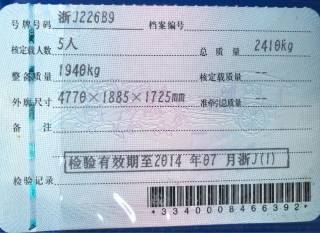 号牌号码 浙J226B9 档案编号
核定载人数 5人 总质量 2410kg
整备质量 1940kg 核定载质量 --
外廓尺寸 4770×1885×1725mm 准牵引总质量 --
备注
检验有效期至2014年07月浙J(1)
检验记录
*3340008466392*